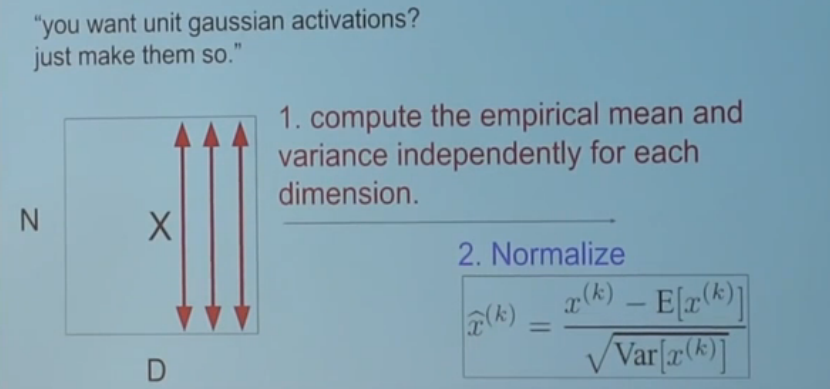 “you want unit gaussian activations?
just make them so.”
1. compute the empirical mean and
variance independently for each
dimension.
N
X
2. Normalize
x̂^(k) = (x^(k) − E[x^(k)]) / √Var[x^(k)]
D